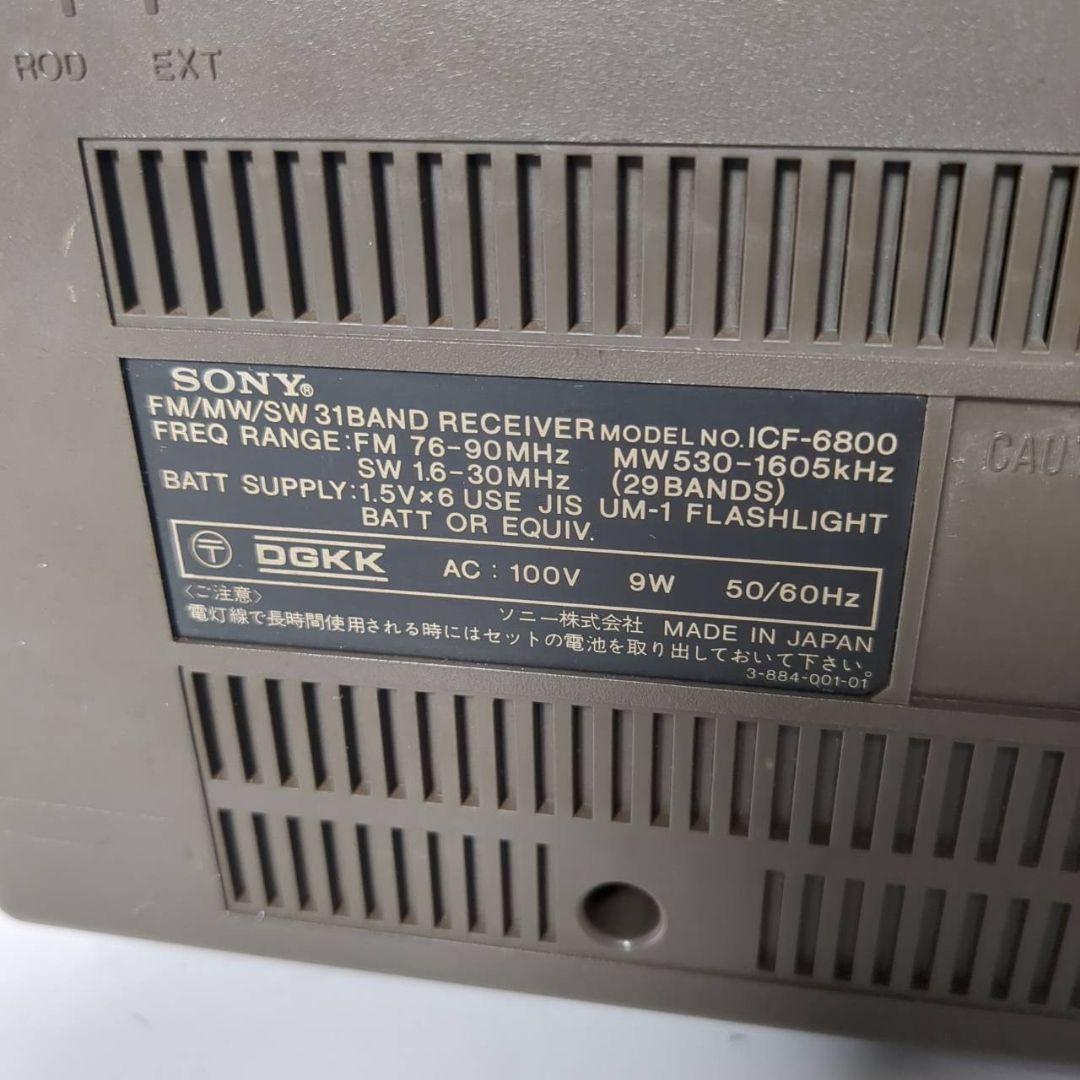 ROD EXT
SONY®
FM/MW/SW 31BAND RECEIVER MODEL NO. ICF-6800
FREQ RANGE: FM 76-90MHz MW530-1605kHz
SW 1.6-30MHz (29BANDS)
BATT SUPPLY: 1.5V×6 USE JIS UM-1 FLASHLIGHT
BATT OR EQUIV.
〒 DGKK AC: 100V 9W 50/60Hz
〈ご注意〉 ソニー株式会社 MADE IN JAPAN
電灯線で長時間使用される時にはセットの電池を取り出しておいて下さい。
3-884-001-01